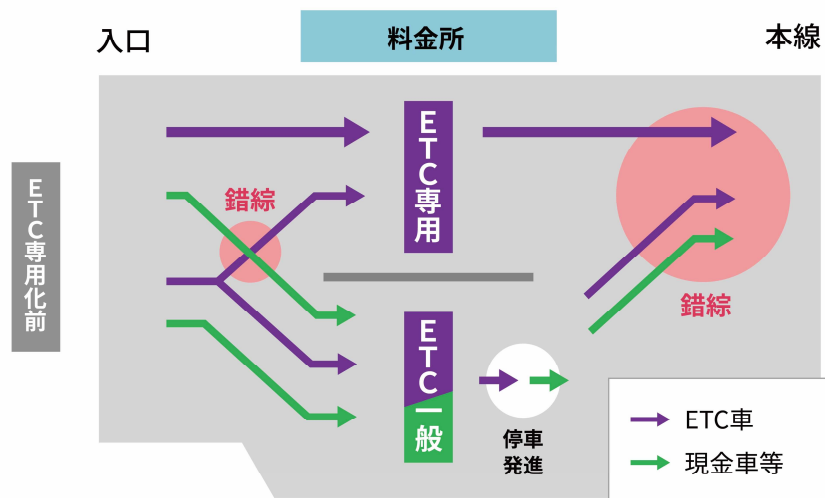 入口
料金所
本線
ETC専用化前
錯綜
ETC専用
錯綜
ETC一般
停車
発進
ETC車
現金車等